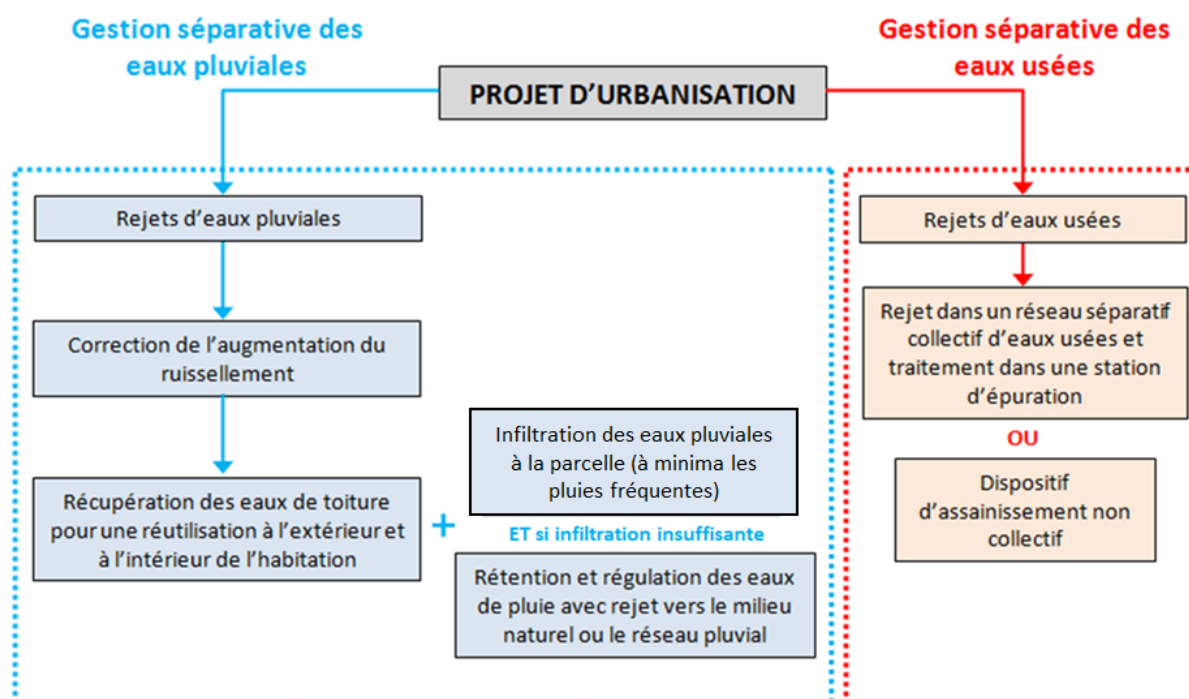 Gestion séparative des
eaux pluviales
Gestion séparative des
eaux usées
PROJET D'URBANISATION
Rejets d'eaux pluviales
Correction de l'augmentation du
ruissellement
Récupération des eaux de toiture
pour une réutilisation à l'extérieur et
à l'intérieur de l'habitation
+
Infiltration des eaux pluviales
à la parcelle (à minima les
pluies fréquentes)
ET si infiltration insuffisante
Rétention et régulation des eaux
de pluie avec rejet vers le milieu
naturel ou le réseau pluvial
Rejets d'eaux usées
Rejet dans un réseau séparatif
collectif d'eaux usées et
traitement dans une station
d'épuration
OU
Dispositif
d'assainissement non
collectif